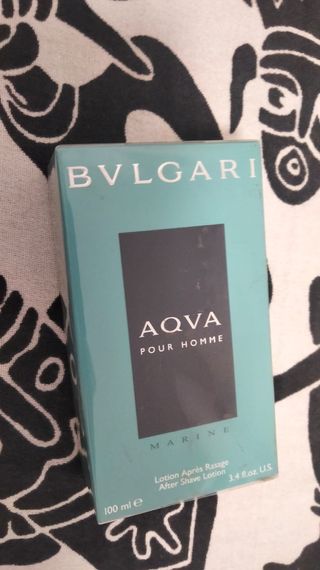 BVLGARI
AQVA
POUR HOMME
MARINE
Lotion Après Rasage
After Shave Lotion
100 ml e 3.4 fl.oz. U.S.